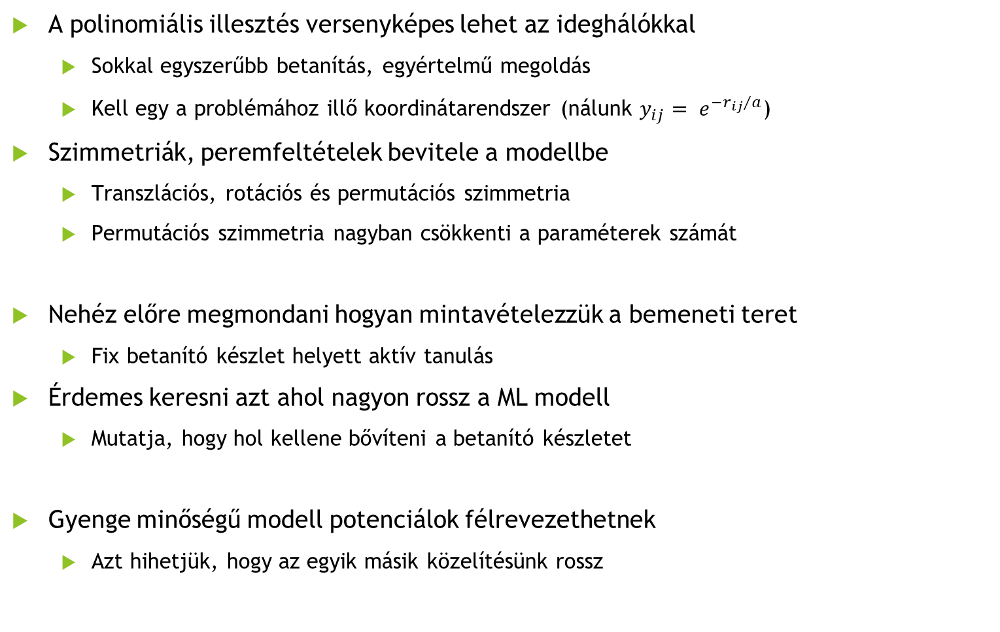 A polinomiális illesztés versenyképes lehet az ideghálókkal
Sokkal egyszerűbb betanítás, egyértelmű megoldás
Kell egy a problémához illő koordinátarendszer (nálunk $y_{ij} = e^{-r_{ij}/a}$)
Szimmetriák, peremfeltételek bevitele a modellbe
Transzlációs, rotációs és permutációs szimmetria
Permutációs szimmetria nagyban csökkenti a paraméterek számát
Nehéz előre megmondani hogyan mintavételezzük a bemeneti teret
Fix betanító készlet helyett aktív tanulás
Érdemes keresni azt ahol nagyon rossz a ML modell
Mutatja, hogy hol kellene bővíteni a betanító készletet
Gyenge minőségű modell potenciálok félrevezethetnek
Azt hihetjük, hogy az egyik másik közelítésünk rossz